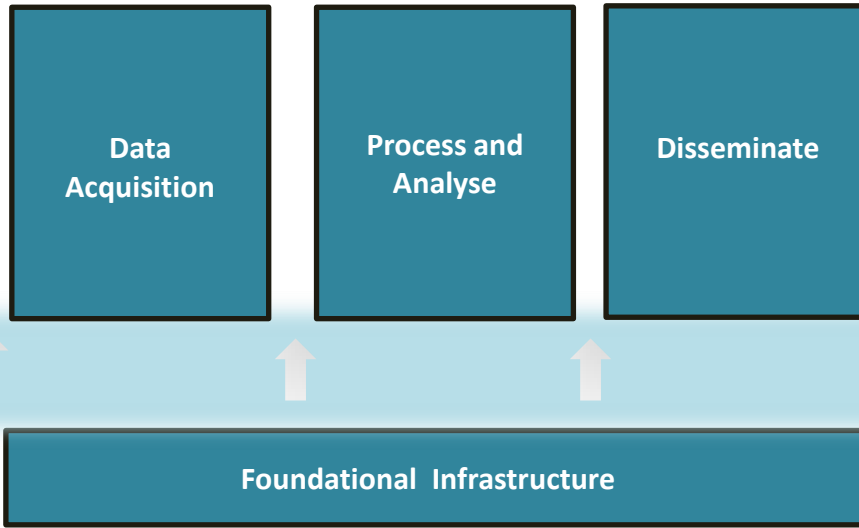 Data
Acquisition
Process and
Analyse
Disseminate
Foundational Infrastructure